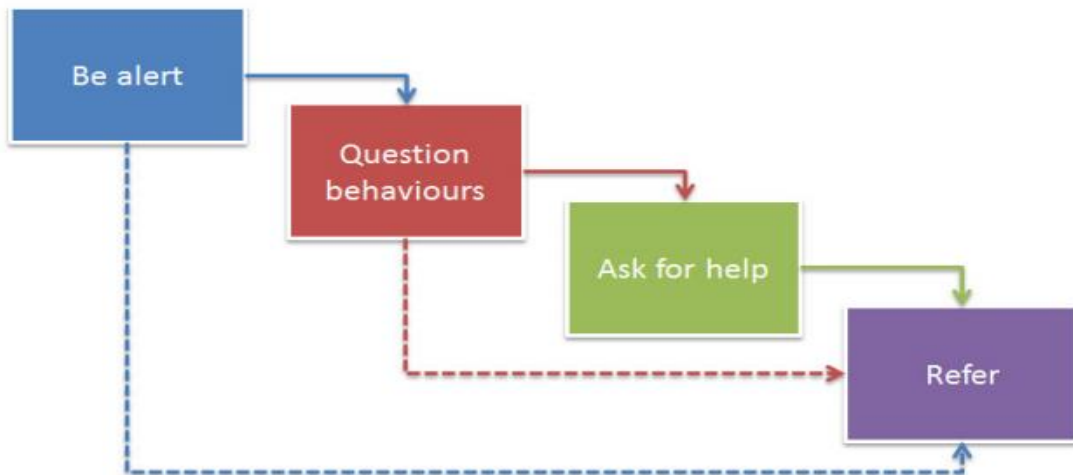 Be alert
Question
behaviours
Ask for help
Refer